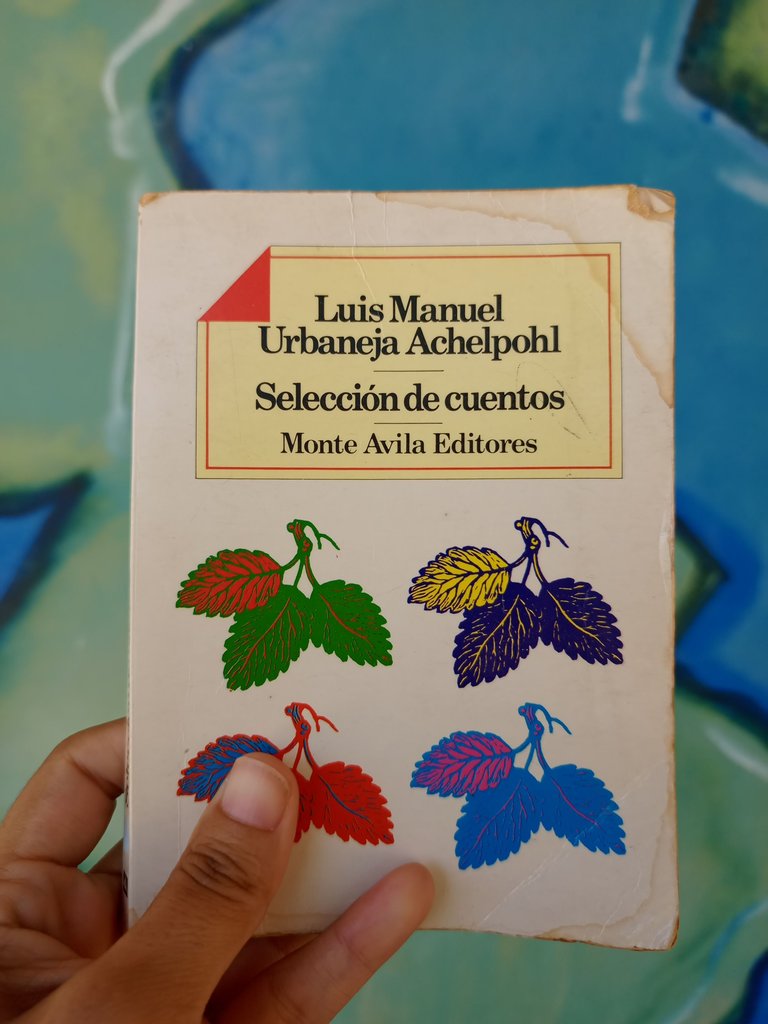 Luis Manuel
Urbaneja Achelpohl
Selección de cuentos
Monte Avila Editores